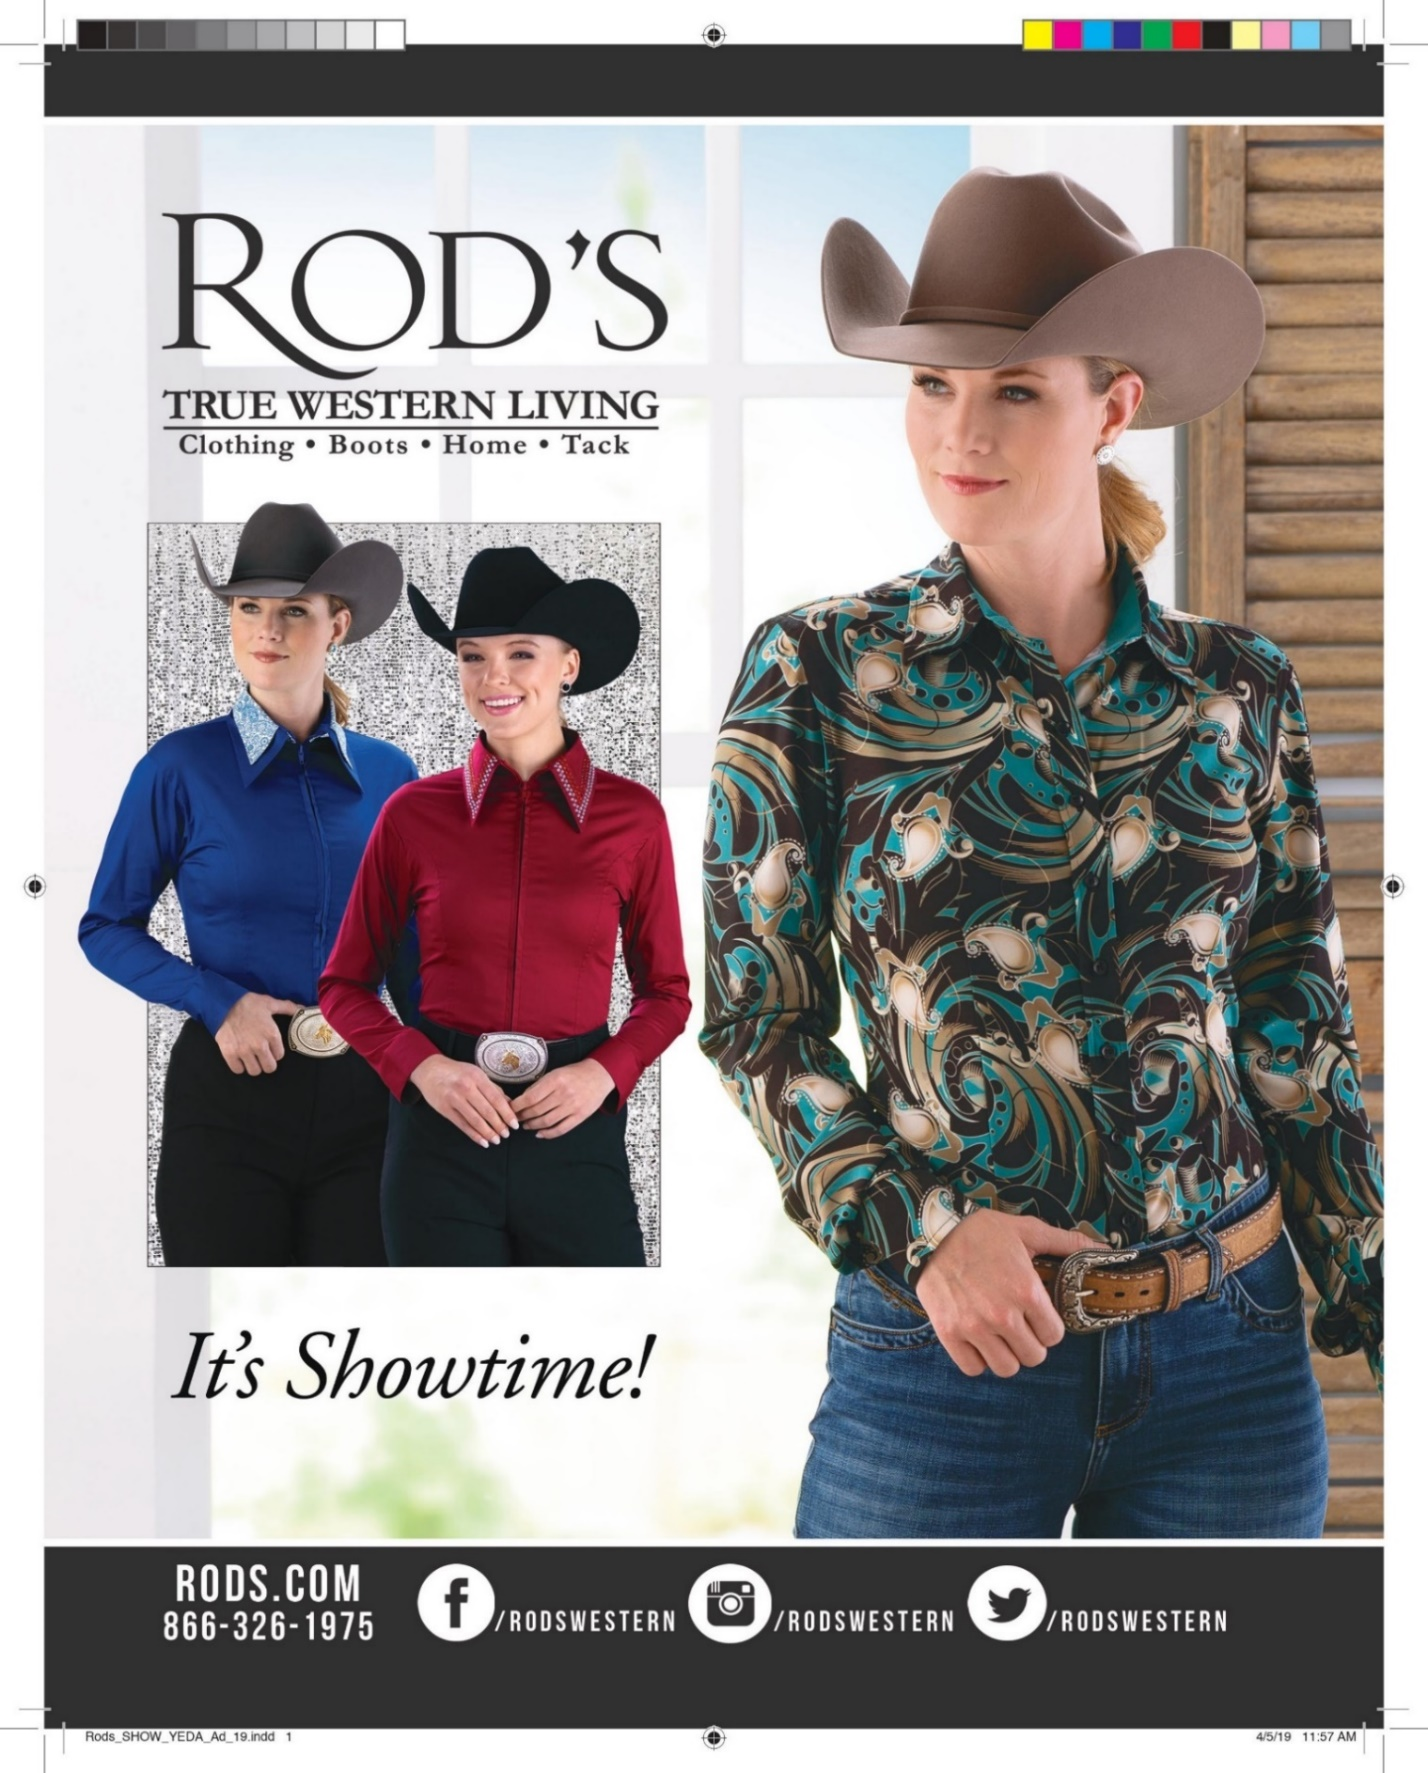 ROD'S
TRUE WESTERN LIVING
Clothing • Boots • Home • Tack
It's Showtime!
RODS.COM
866-326-1975
/RODSWESTERN
/RODSWESTERN
/RODSWESTERN
Rods_SHOW_YEDA_Ad_19.indd 1
4/5/19 11:57 AM